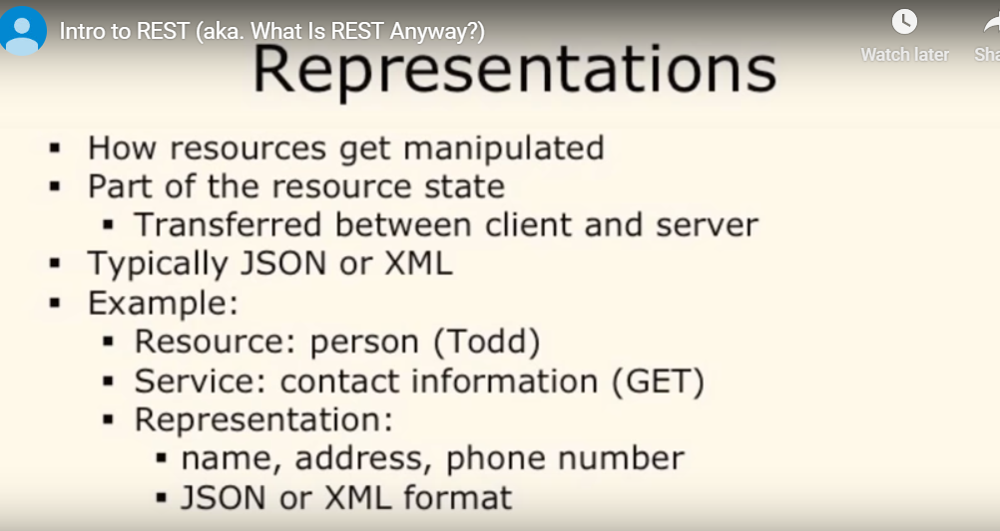 Intro to REST (aka. What Is REST Anyway?)
Watch later
Representations
▪ How resources get manipulated
▪ Part of the resource state
▪ Transferred between client and server
▪ Typically JSON or XML
▪ Example:
▪ Resource: person (Todd)
▪ Service: contact information (GET)
▪ Representation:
▪ name, address, phone number
▪ JSON or XML format